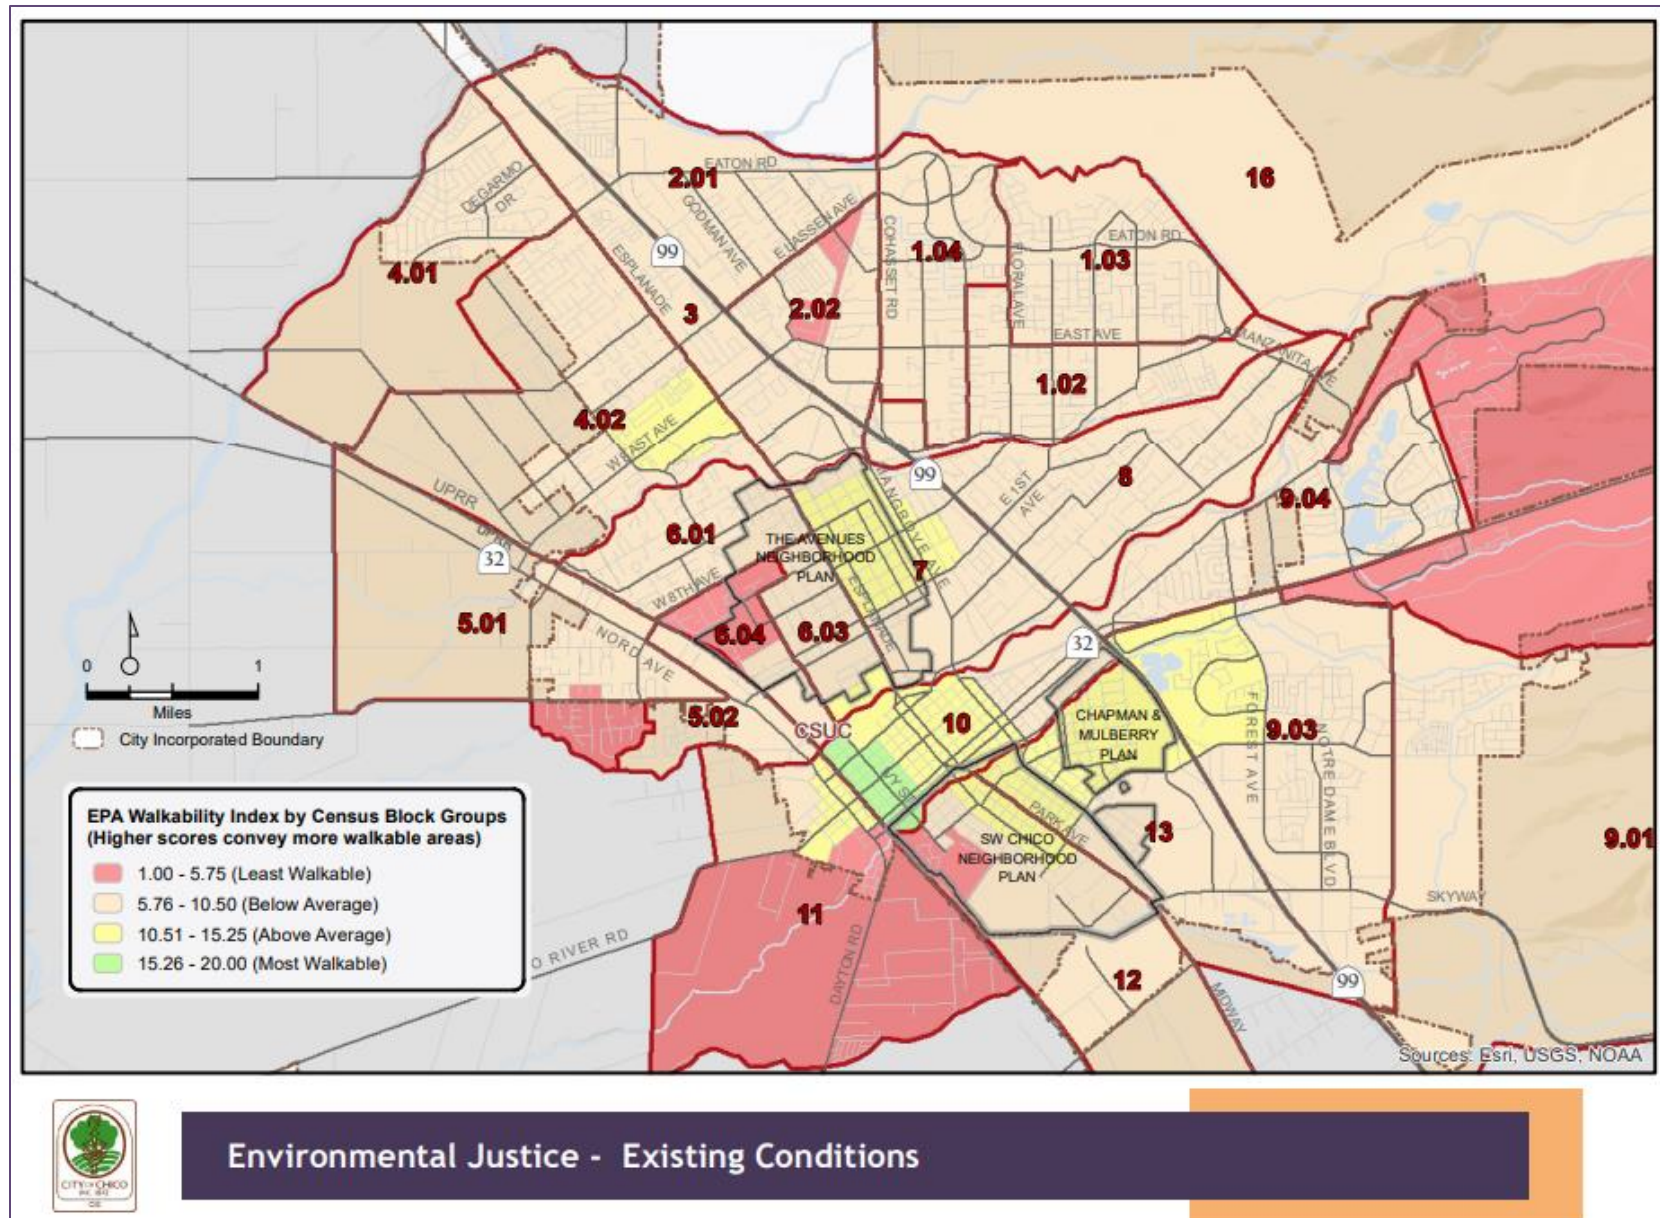 EATON RD
2.01
16
DEGARMO
DR
GODMAN AVE
E LASSEN AVE
99
COHASSET RD
1.04
FLORAL AVE
EATON RD
1.03
4.01
ESPLANADE
3
2.02
EAST AVE
MANZANITA AVE
1.02
4.02
W EAST AVE
UPRR
UPRR
99
MANGROVE AVE
E 1ST
AVE
8
9.04
32
6.01
THE AVENUES
NEIGHBORHOOD
PLAN
7
W 8TH AVE
ESPLANADE
5.01
NORD AVE
6.04
6.03
32
0
1
Miles
City Incorporated Boundary
5.02
CSUC
10
CHAPMAN &
MULBERRY
PLAN
FOREST AVE
9.03
NOTRE DAME BLVD
IVY ST
PARK AVE
13
SW CHICO
NEIGHBORHOOD
PLAN
9.01
SKYWAY
EPA Walkability Index by Census Block Groups
(Higher scores convey more walkable areas)
1.00 - 5.75 (Least Walkable)
5.76 - 10.50 (Below Average)
10.51 - 15.25 (Above Average)
15.26 - 20.00 (Most Walkable)
O RIVER RD
11
DAYTON RD
12
MIDWAY
99
Sources: Esri, USGS, NOAA
CITY of CHICO
INC. 1872
Environmental Justice - Existing Conditions